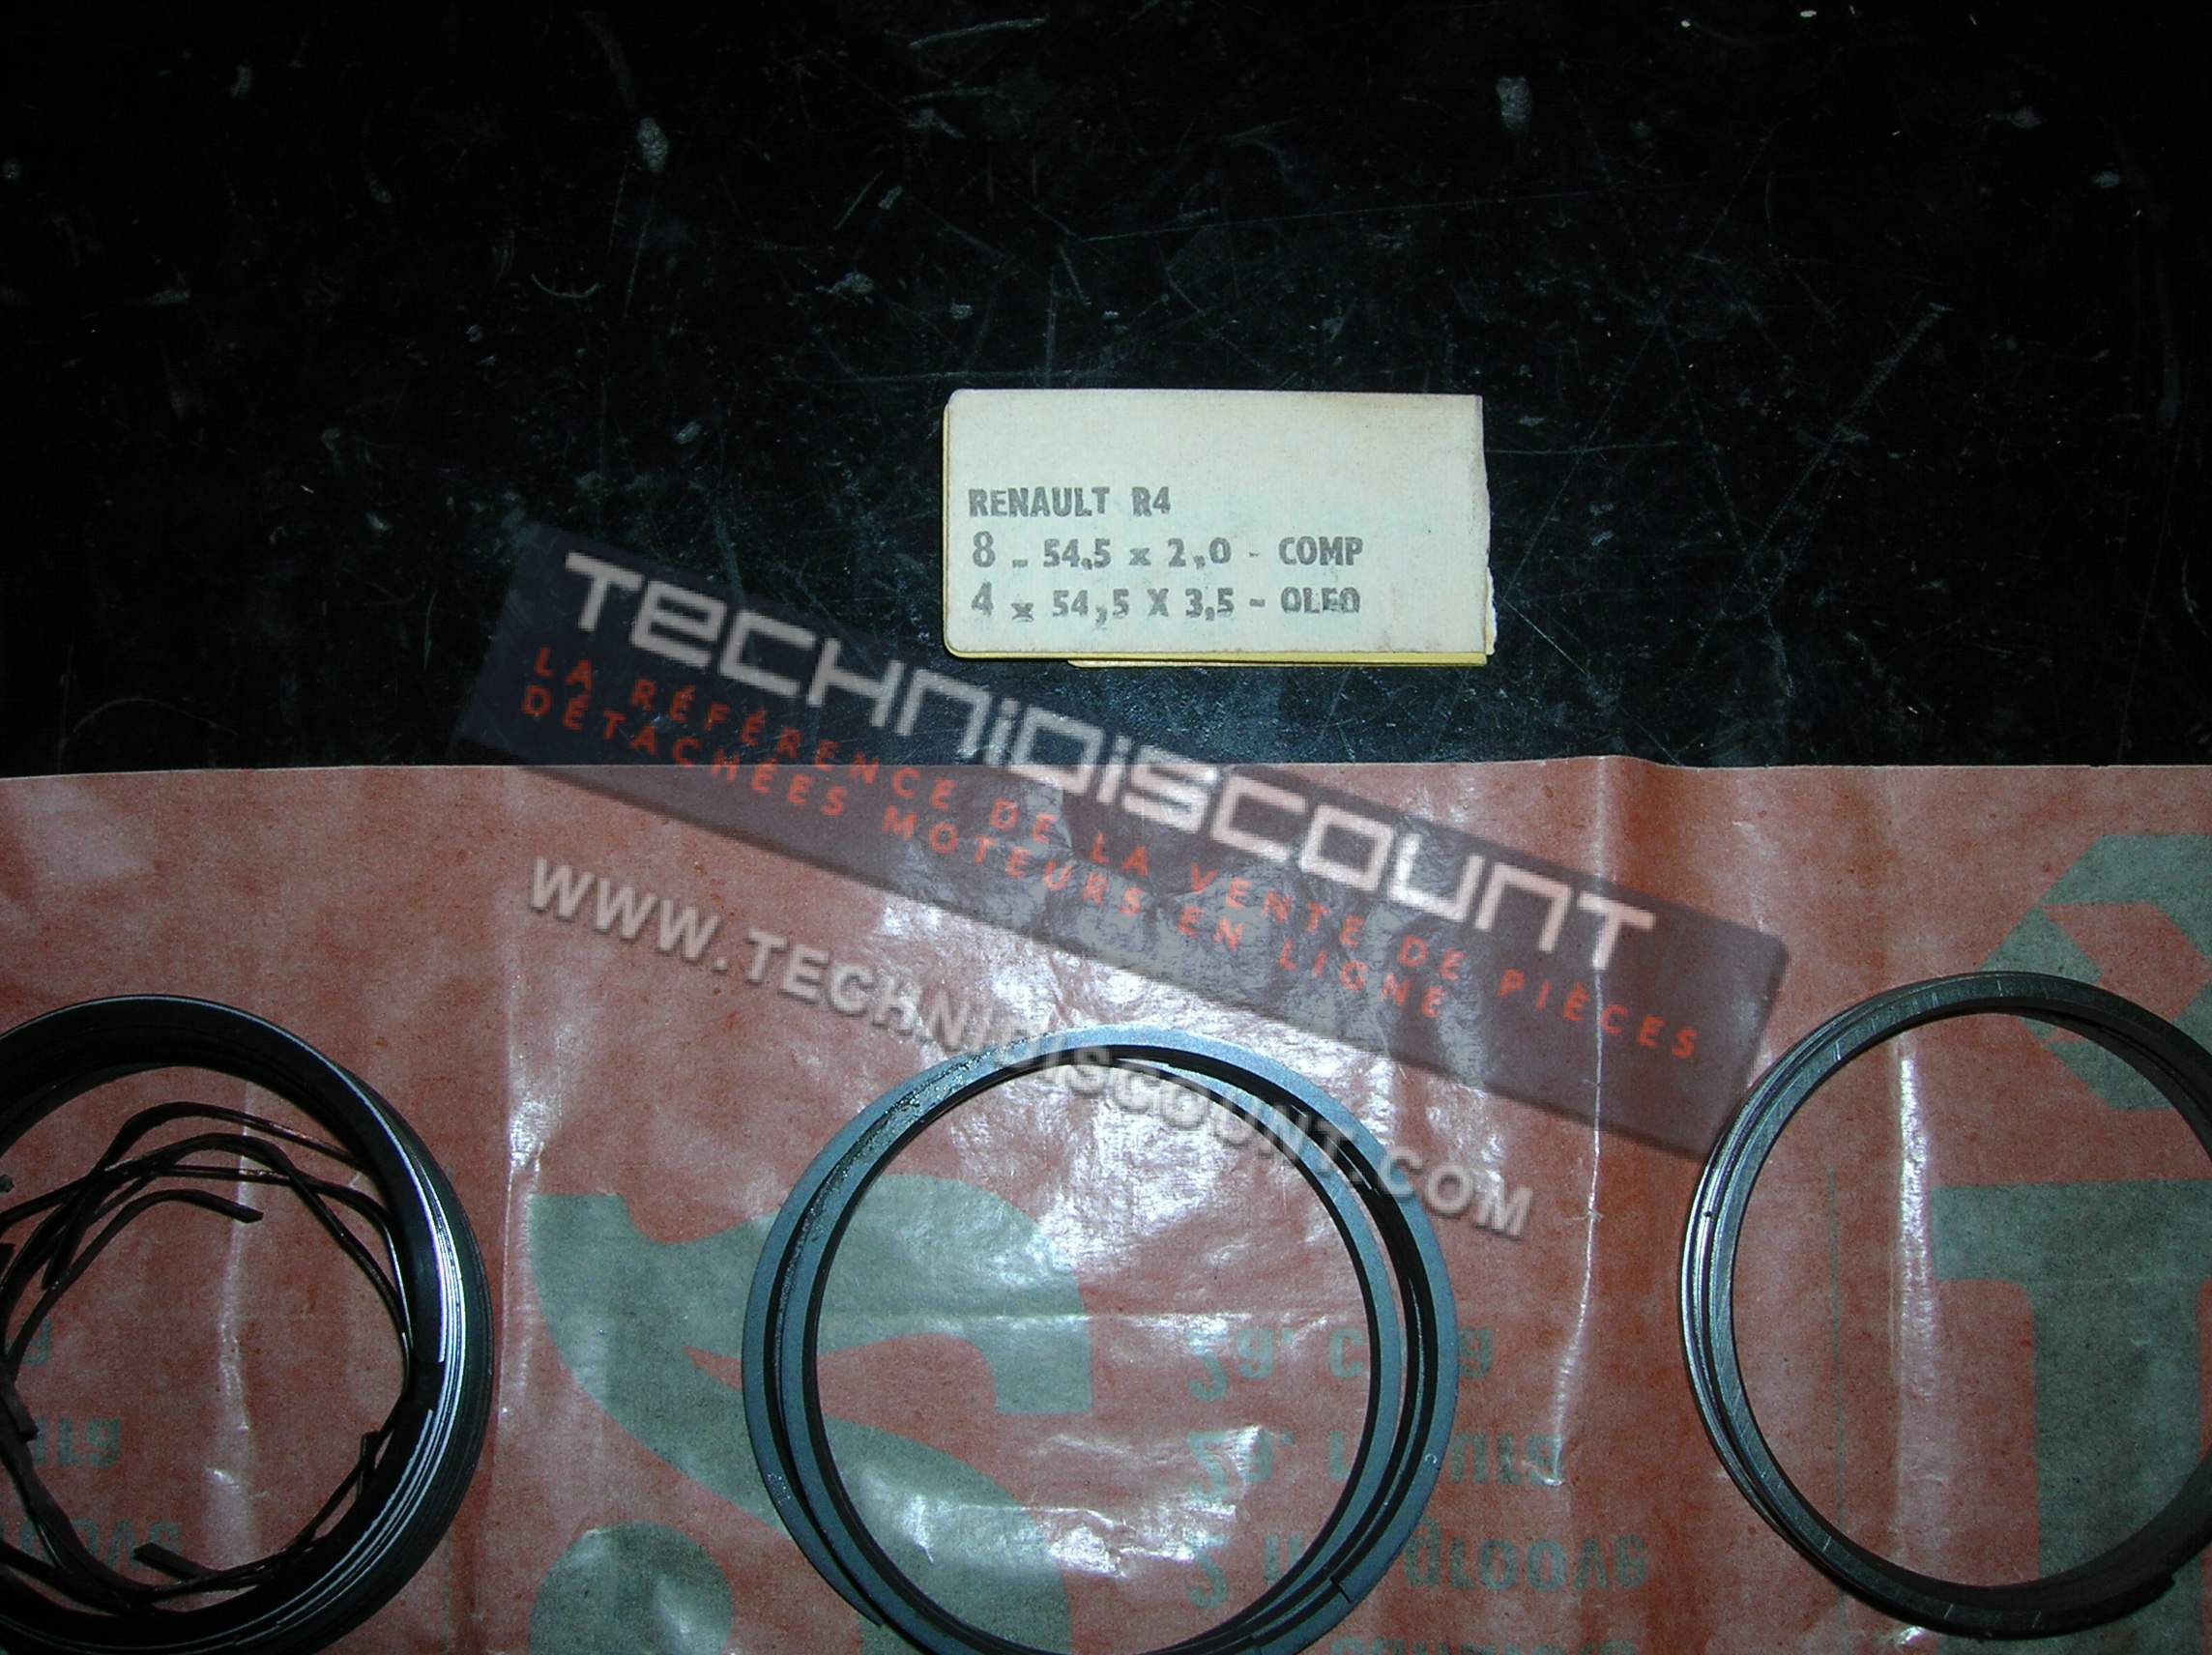 RENAULT R4
8 - 54.5 x 2,0 - COMP
4 x 54,5 X 3,5 - OLEO
TECHNIDISCOUNT
LA RÉFÉRENCE DE LA VENTE DE PIÈCES
DÉTACHÉES MOTEURS EN LIGNE
WWW.TECHNIDISCOUNT.COM